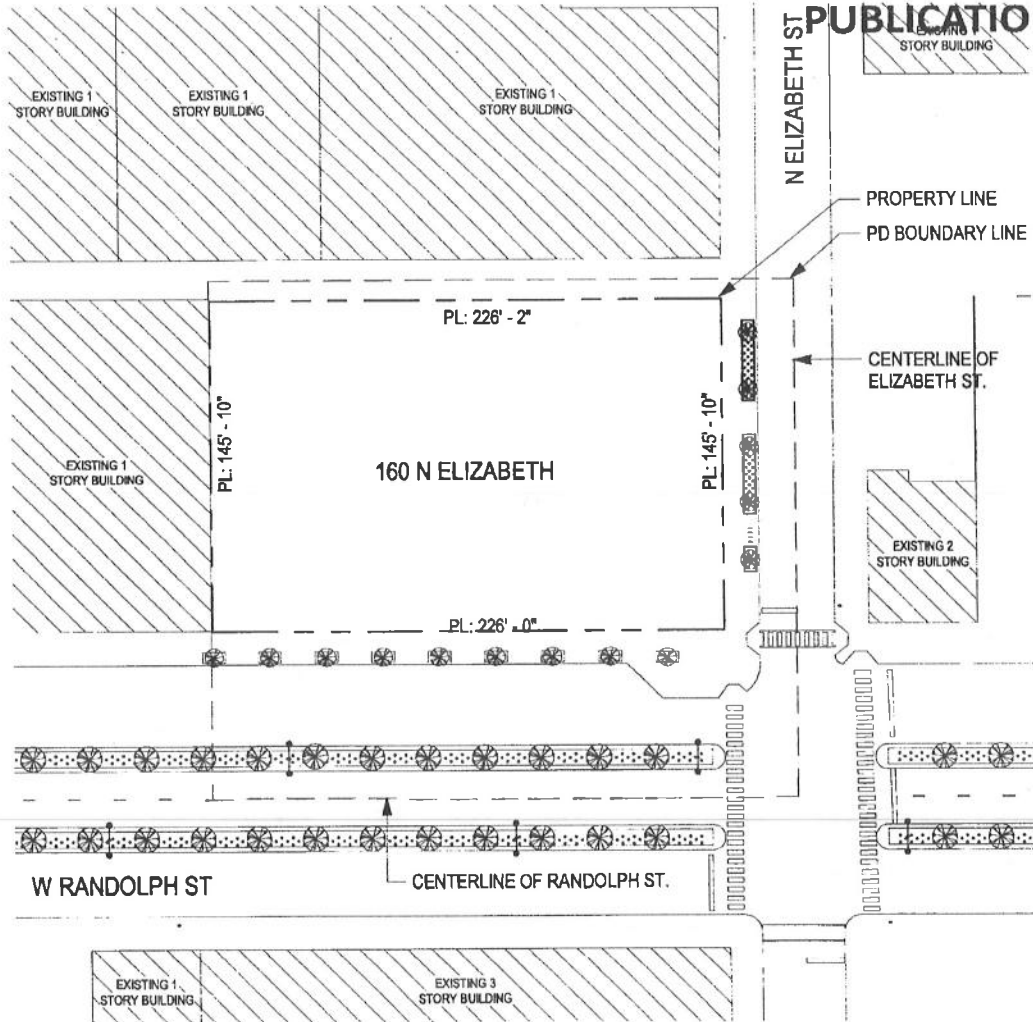 PUBLICATIO
N ELIZABETH ST
EXISTING 1
STORY BUILDING
EXISTING 1
STORY BUILDING
EXISTING 1
STORY BUILDING
EXISTING 1
STORY BUILDING
PROPERTY LINE
PD BOUNDARY LINE
PL: 226' - 2"
CENTERLINE OF
ELIZABETH ST.
PL: 145' - 10"
PL: 145' - 10"
EXISTING 1
STORY BUILDING
160 N ELIZABETH
EXISTING 2
STORY BUILDING
PL: 226' - 0"
W RANDOLPH ST
CENTERLINE OF RANDOLPH ST.
EXISTING 1
STORY BUILDING
EXISTING 3
STORY BUILDING